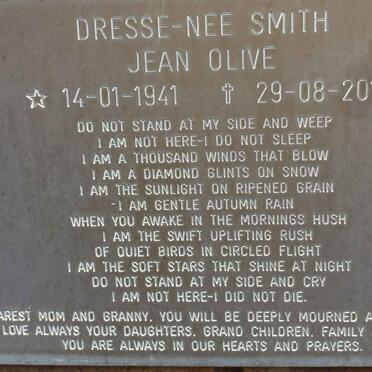 DRESSE-NEE SMITH
JEAN OLIVE
☆ 14-01-1941 ✝ 29-08-201
DO NOT STAND AT MY SIDE AND WEEP
I AM NOT HERE-I DO NOT SLEEP
I AM A THOUSAND WINDS THAT BLOW
I AM A DIAMOND GLINTS ON SNOW
I AM THE SUNLIGHT ON RIPENED GRAIN
I AM GENTLE AUTUMN RAIN
WHEN YOU AWAKE IN THE MORNINGS HUSH
I AM THE SWIFT UPLIFTING RUSH
OF QUIET BIRDS IN CIRCLED FLIGHT
I AM THE SOFT STARS THAT SHINE AT NIGHT
DO NOT STAND AT MY SIDE AND CRY
I AM NOT HERE-I DID NOT DIE.
AREST MOM AND GRANNY, YOU WILL BE DEEPLY MOURNED A
LOVE ALWAYS YOUR DAUGHTERS, GRAND CHILDREN, FAMILY
YOU ARE ALWAYS IN OUR HEARTS AND PRAYERS.